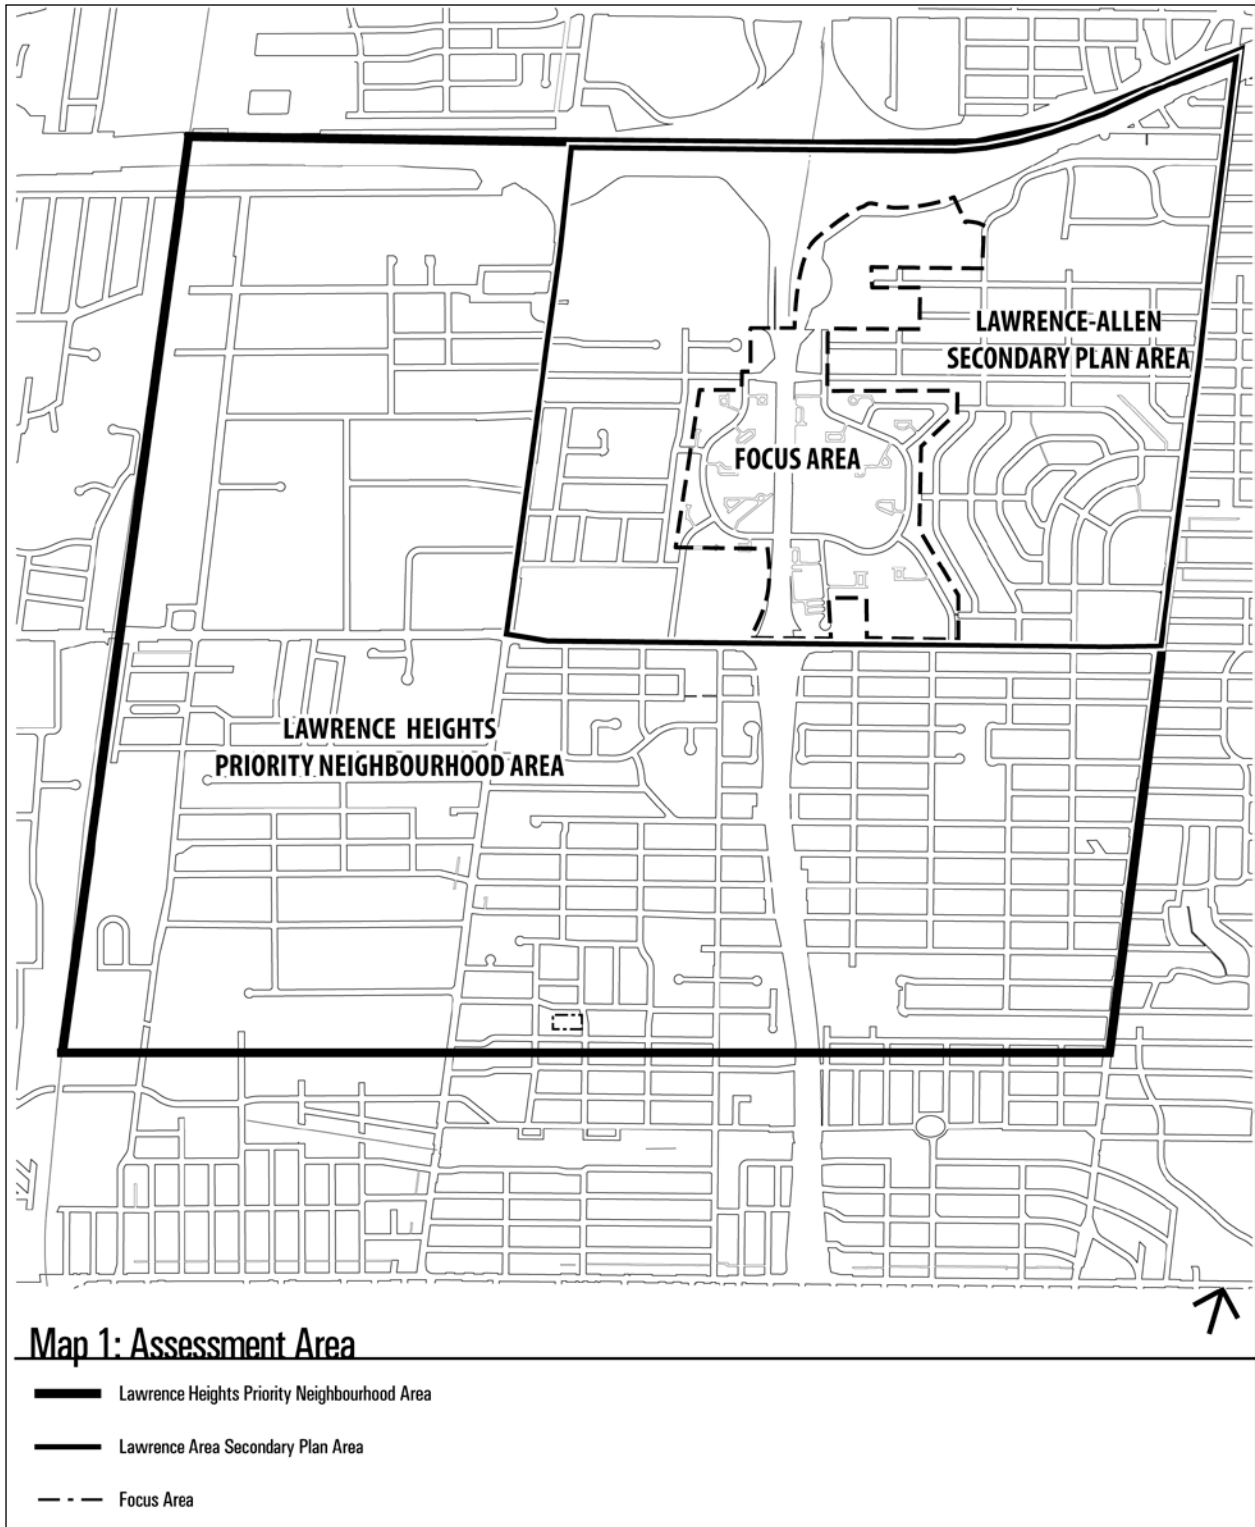 LAWRENCE-ALLEN
SECONDARY PLAN AREA
FOCUS AREA
LAWRENCE HEIGHTS
PRIORITY NEIGHBOURHOOD AREA
Map 1: Assessment Area
Lawrence Heights Priority Neighbourhood Area
Lawrence Area Secondary Plan Area
Focus Area